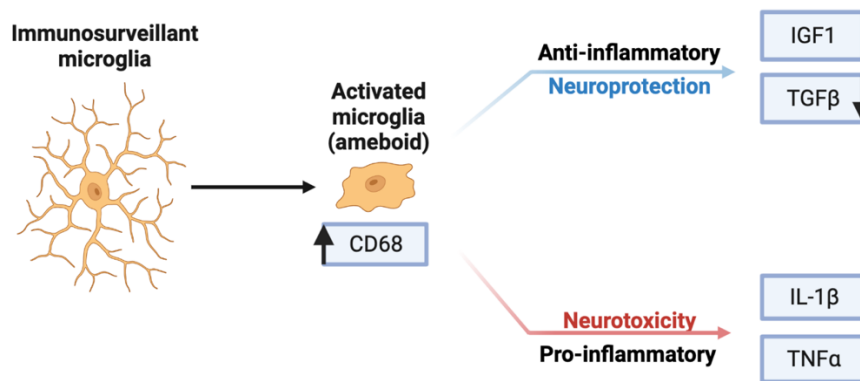 Immunosurveillant
microglia
Activated
microglia
(ameboid)
CD68
Anti-inflammatory
Neuroprotection
IGF1
TGFβ
Neurotoxicity
Pro-inflammatory
IL-1β
TNFα